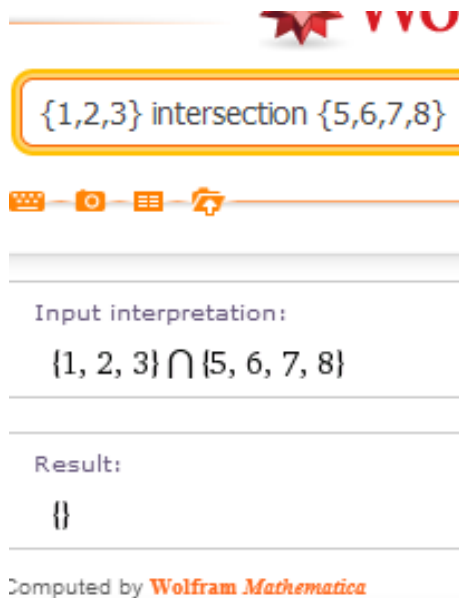 {1,2,3} intersection {5,6,7,8}
Input interpretation:
{1, 2, 3} ⋂ {5, 6, 7, 8}
Result:
{}
Computed by Wolfram Mathematica